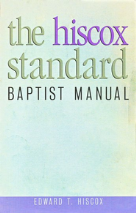 the hiscox
standard
BAPTIST MANUAL
EDWARD T. HISCOX